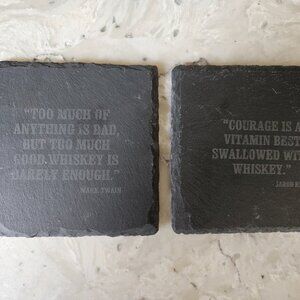 "TOO MUCH OF
ANYTHING IS BAD,
BUT TOO MUCH
GOOD WHISKEY IS
BARELY ENOUGH."
MARK TWAIN
"COURAGE IS A
VITAMIN BEST
SWALLOWED WIT
WHISKEY."
JAROD K